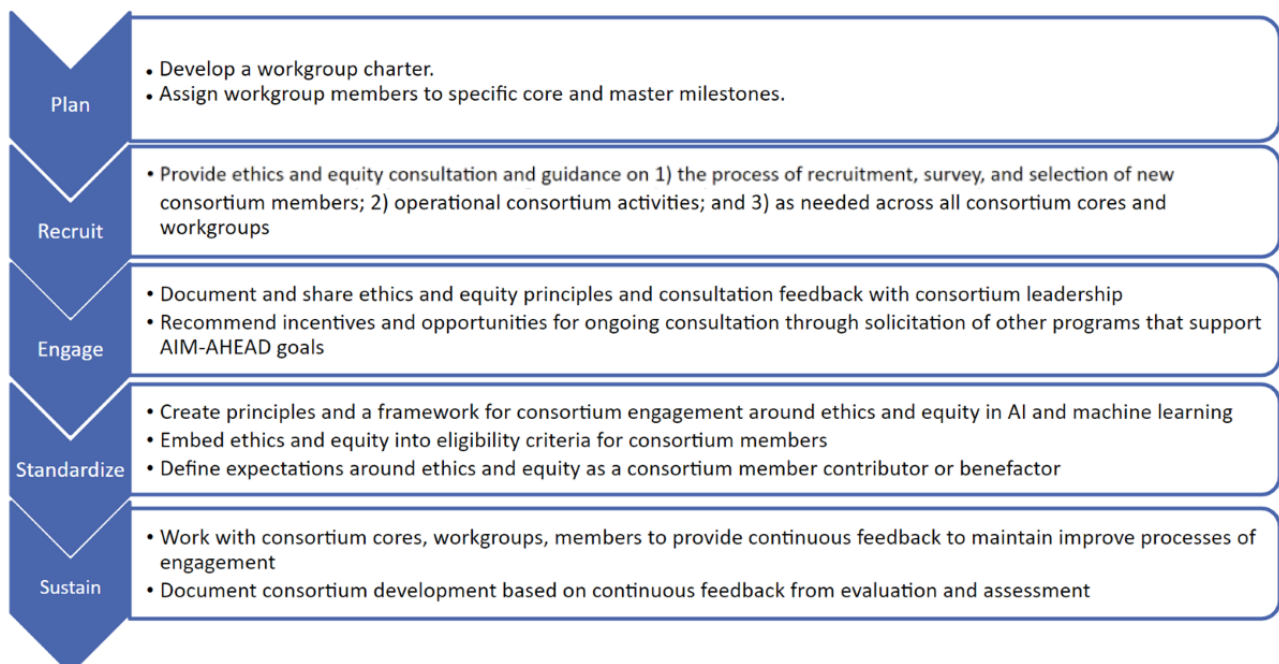 Plan
• Develop a workgroup charter.
• Assign workgroup members to specific core and master milestones.
Recruit
• Provide ethics and equity consultation and guidance on 1) the process of recruitment, survey, and selection of new
consortium members; 2) operational consortium activities; and 3) as needed across all consortium cores and
workgroups
Engage
• Document and share ethics and equity principles and consultation feedback with consortium leadership
• Recommend incentives and opportunities for ongoing consultation through solicitation of other programs that support
AIM-AHEAD goals
Standardize
• Create principles and a framework for consortium engagement around ethics and equity in AI and machine learning
• Embed ethics and equity into eligibility criteria for consortium members
• Define expectations around ethics and equity as a consortium member contributor or benefactor
Sustain
• Work with consortium cores, workgroups, members to provide continuous feedback to maintain improve processes of
engagement
• Document consortium development based on continuous feedback from evaluation and assessment